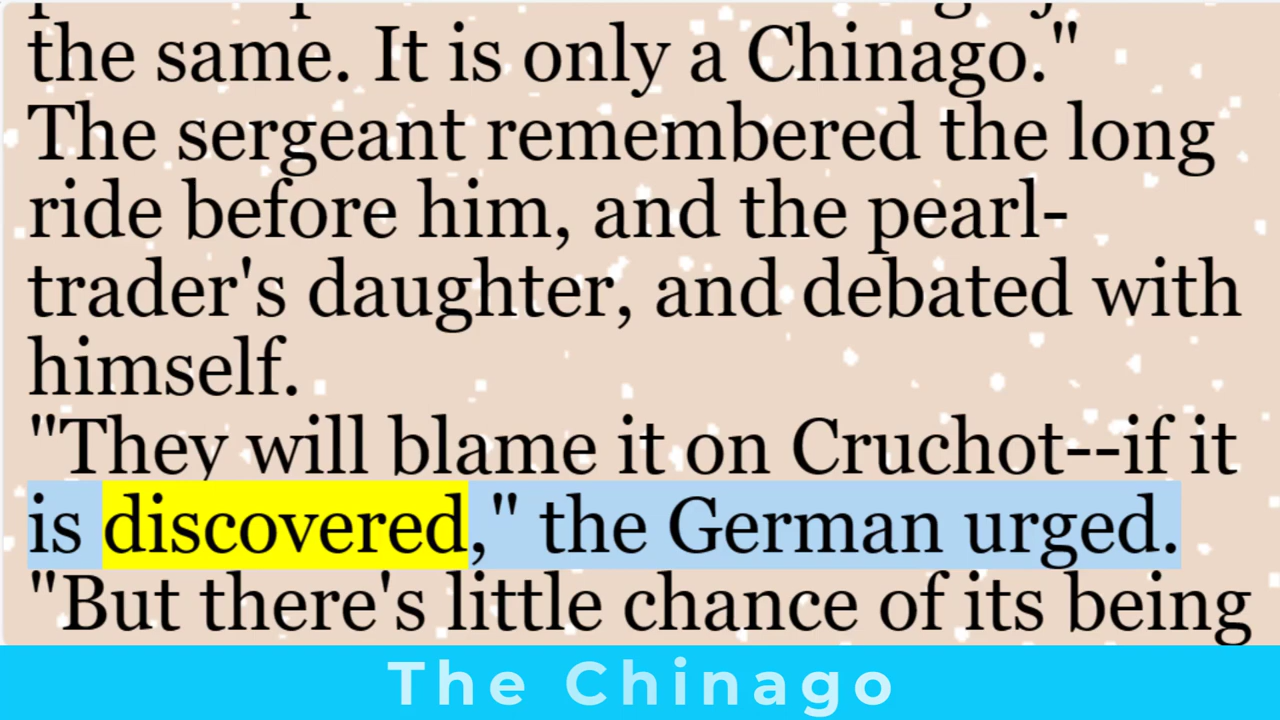 the same. It is only a Chinago."
The sergeant remembered the long
ride before him, and the pearl-
trader's daughter, and debated with
himself.
"They will blame it on Cruchot--if it
is discovered," the German urged.
"But there's little chance of its being
The Chinago